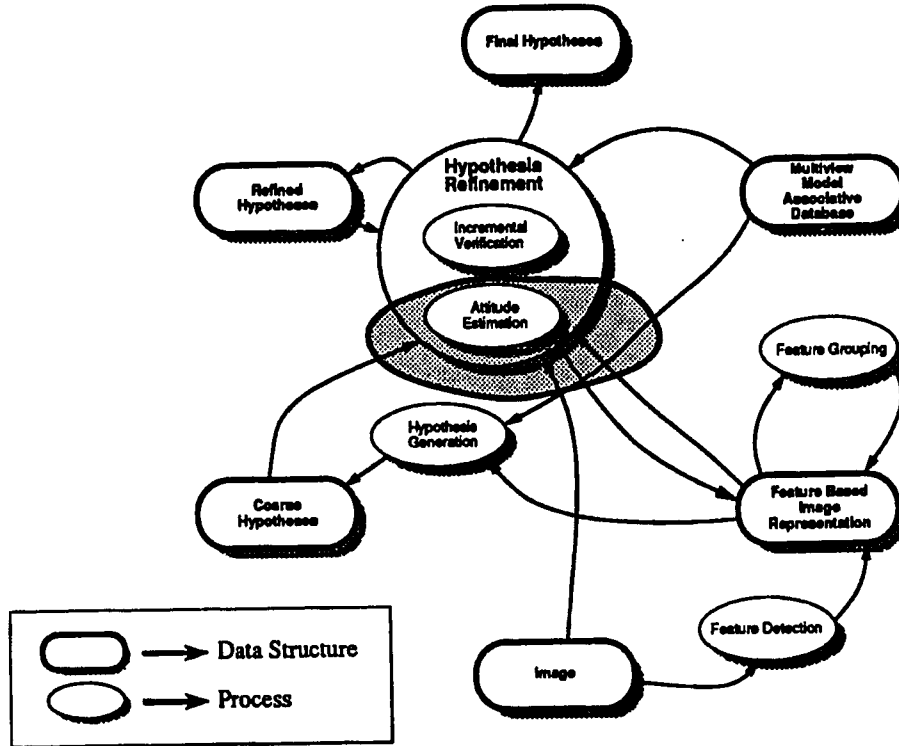 Final Hypotheses
Hypothesis
Refinement
Multiview
Model
Associative
Database
Refined
Hypotheses
Incremental
Verification
Attitude
Estimation
Feature Grouping
Hypothesis
Generation
Coarse
Hypotheses
Feature Based
Image
Representation
Feature Detection
Image
Data Structure
Process